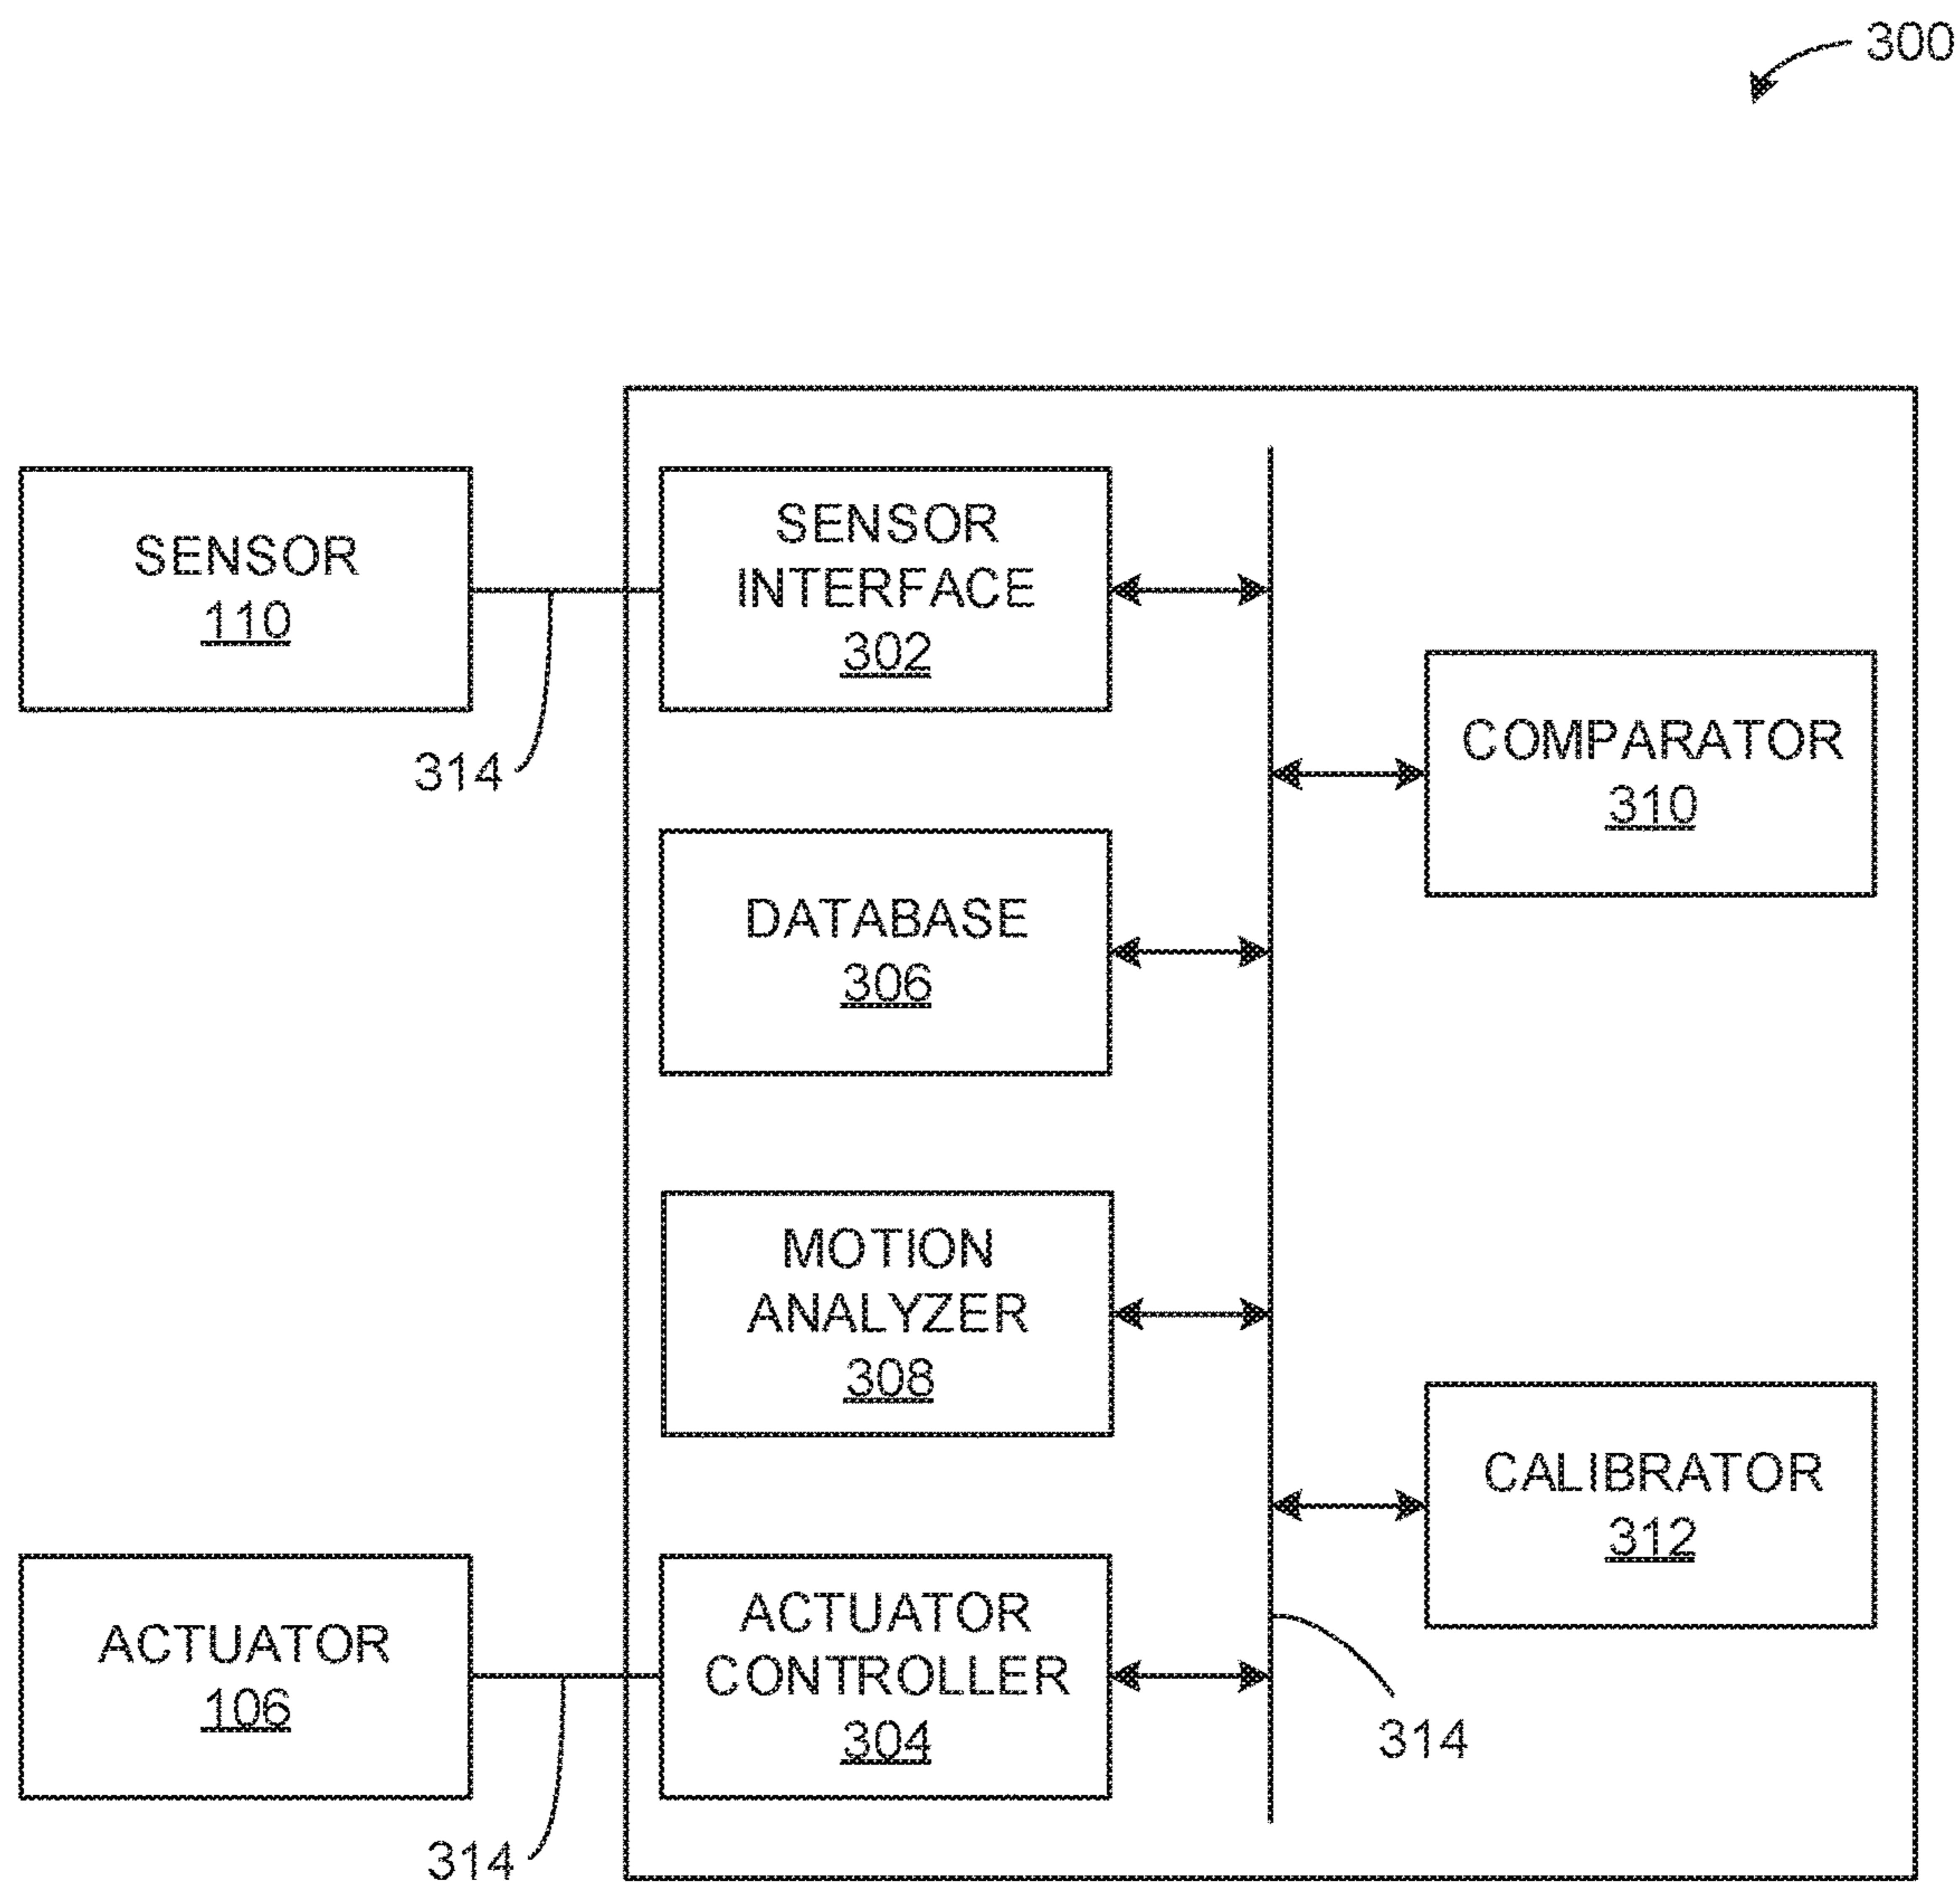 300
SENSOR
110
SENSOR
INTERFACE
302
314
COMPARATOR
310
DATABASE
306
MOTION
ANALYZER
308
CALIBRATOR
312
ACTUATOR
106
ACTUATOR
CONTROLLER
304
314
314